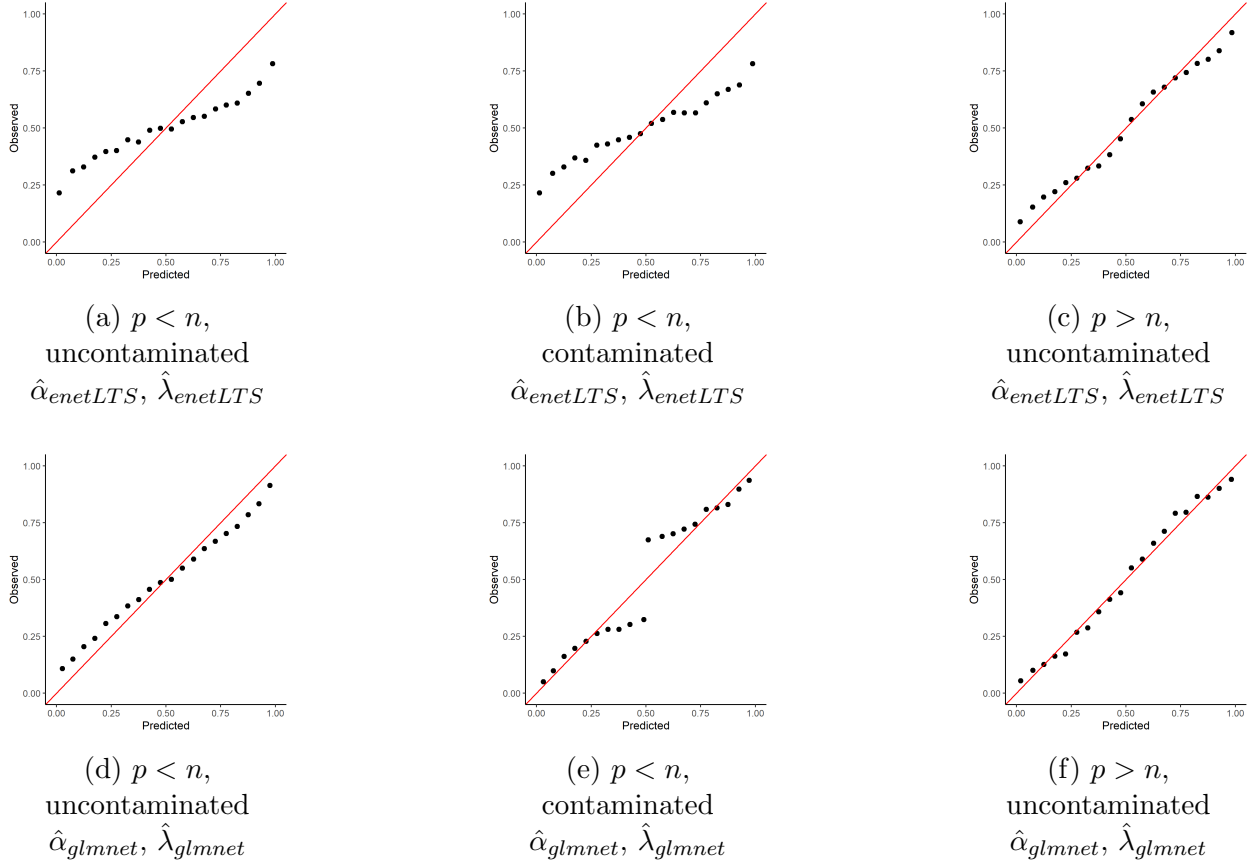 1.00
0.75
0.50
0.25
0.00
Observed
0.00 0.25 0.50 0.75 1.00
Predicted
(a) p < n,
uncontaminated
α̂enetLTS, λ̂enetLTS
1.00
0.75
0.50
0.25
0.00
Observed
0.00 0.25 0.50 0.75 1.00
Predicted
(b) p < n,
contaminated
α̂enetLTS, λ̂enetLTS
1.00
0.75
0.50
0.25
0.00
Observed
0.00 0.25 0.50 0.75 1.00
Predicted
(c) p > n,
uncontaminated
α̂enetLTS, λ̂enetLTS
1.00
0.75
0.50
0.25
0.00
Observed
0.00 0.25 0.50 0.75 1.00
Predicted
(d) p < n,
uncontaminated
α̂glmnet, λ̂glmnet
1.00
0.75
0.50
0.25
0.00
Observed
0.00 0.25 0.50 0.75 1.00
Predicted
(e) p < n,
contaminated
α̂glmnet, λ̂glmnet
1.00
0.75
0.50
0.25
0.00
Observed
0.00 0.25 0.50 0.75 1.00
Predicted
(f) p > n,
uncontaminated
α̂glmnet, λ̂glmnet